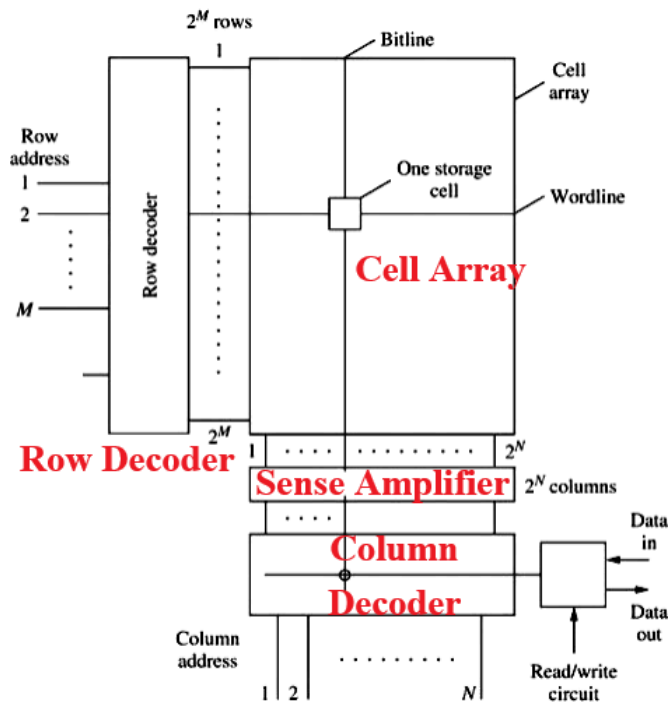 2^M rows
1
Bitline
Cell
array
Row
address
1
2
M
Row decoder
One storage
cell
Wordline
Cell Array
2^M
Row Decoder
1
2^N
Sense Amplifier
2^N columns
Column
Decoder
Data
in
Data
out
Column
address
1
2
N
Read/write
circuit